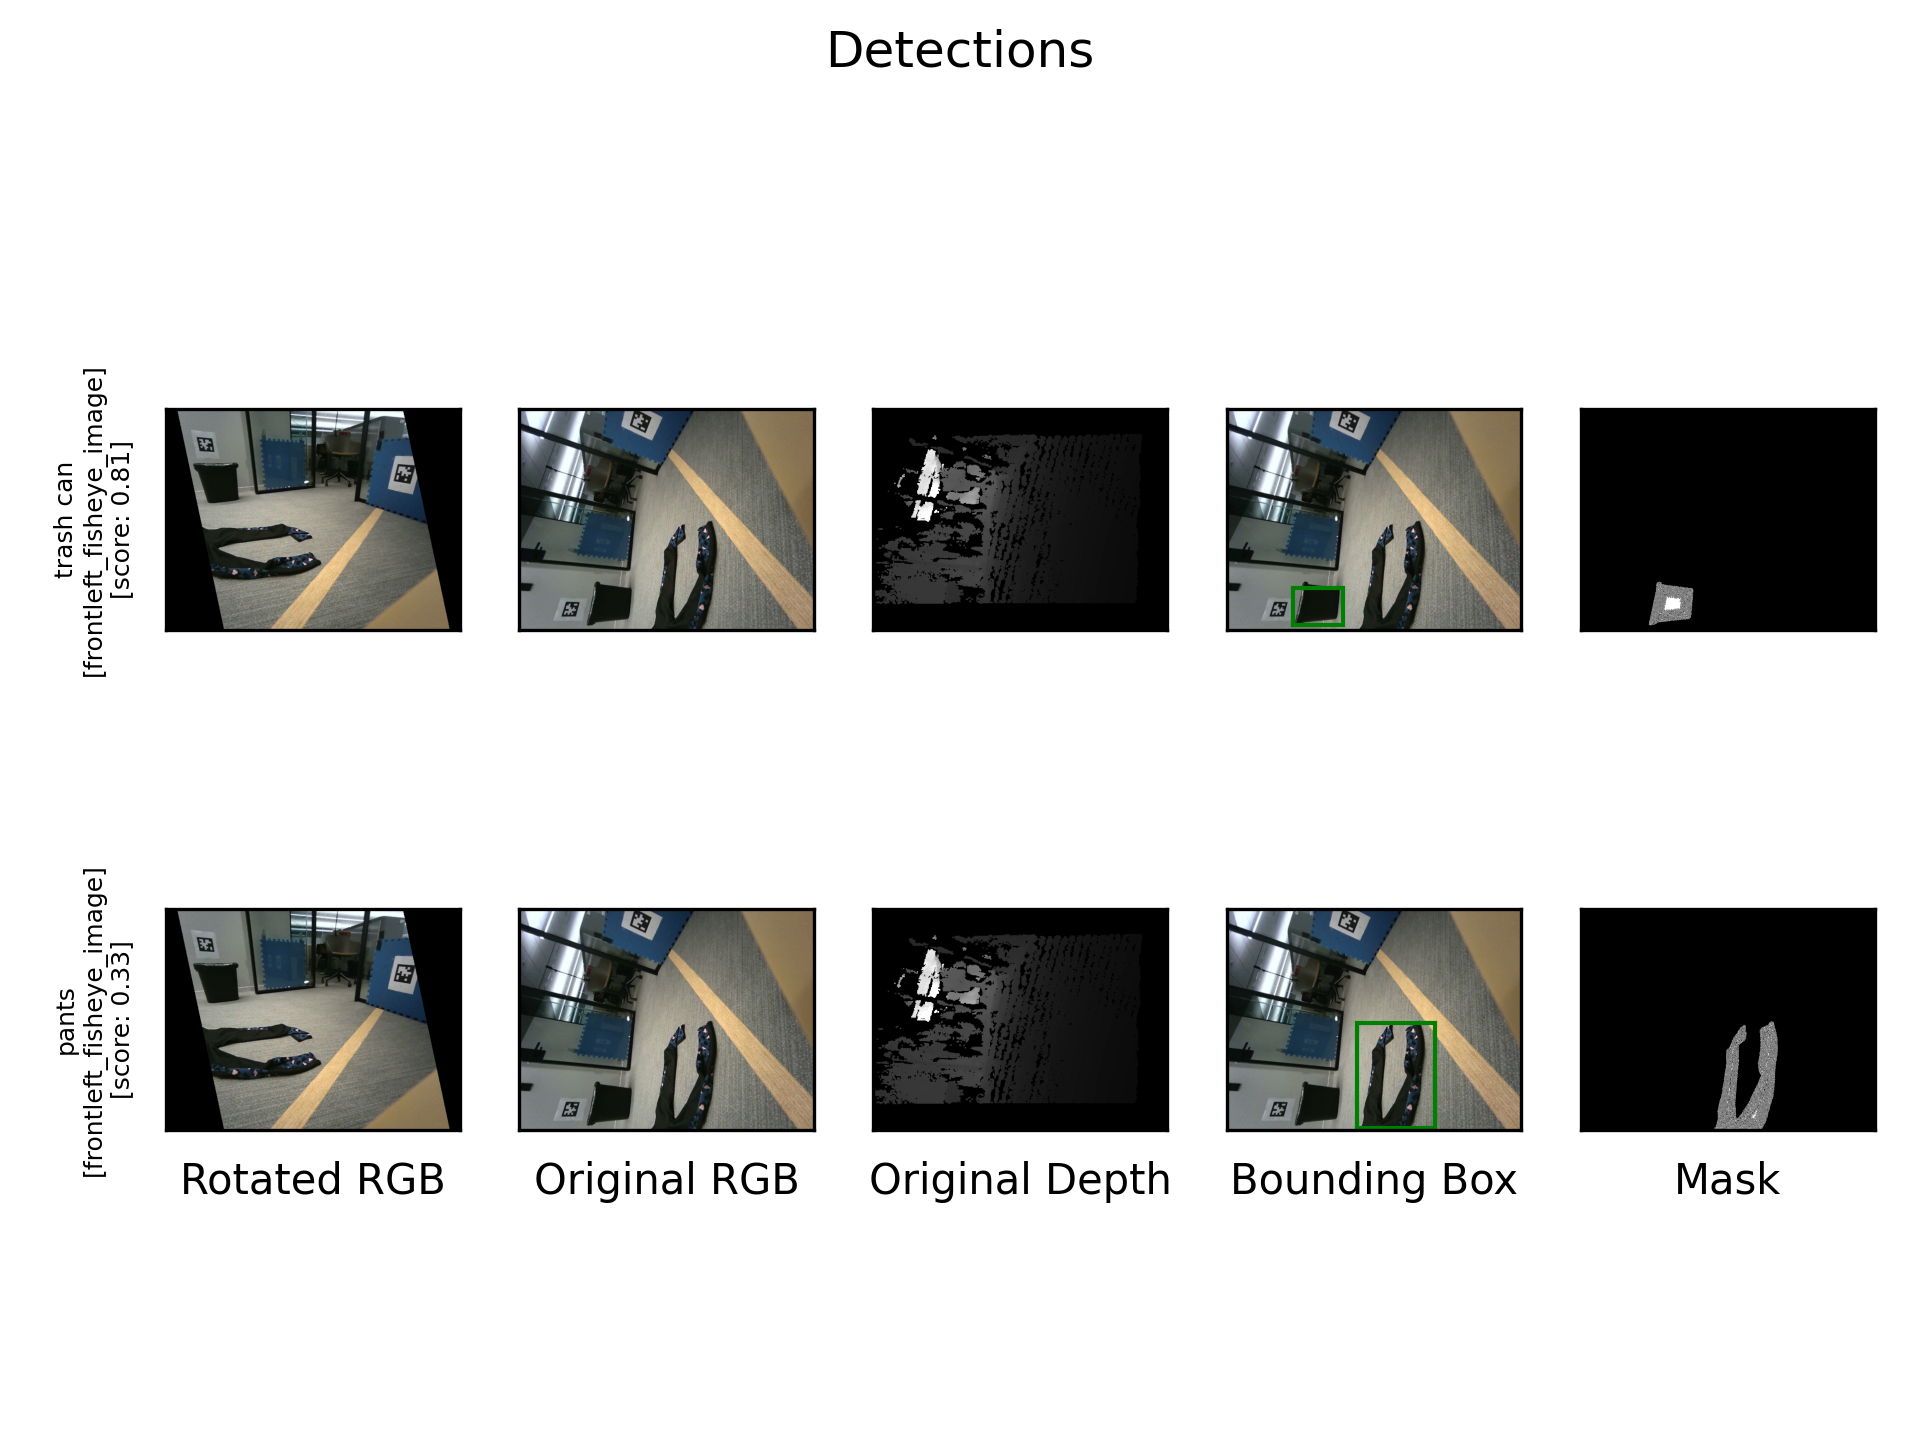 Detections
trash can
[frontleft_fisheye_image]
[score: 0.81]
pants
[frontleft_fisheye_image]
[score: 0.33]
Rotated RGB
Original RGB
Original Depth
Bounding Box
Mask